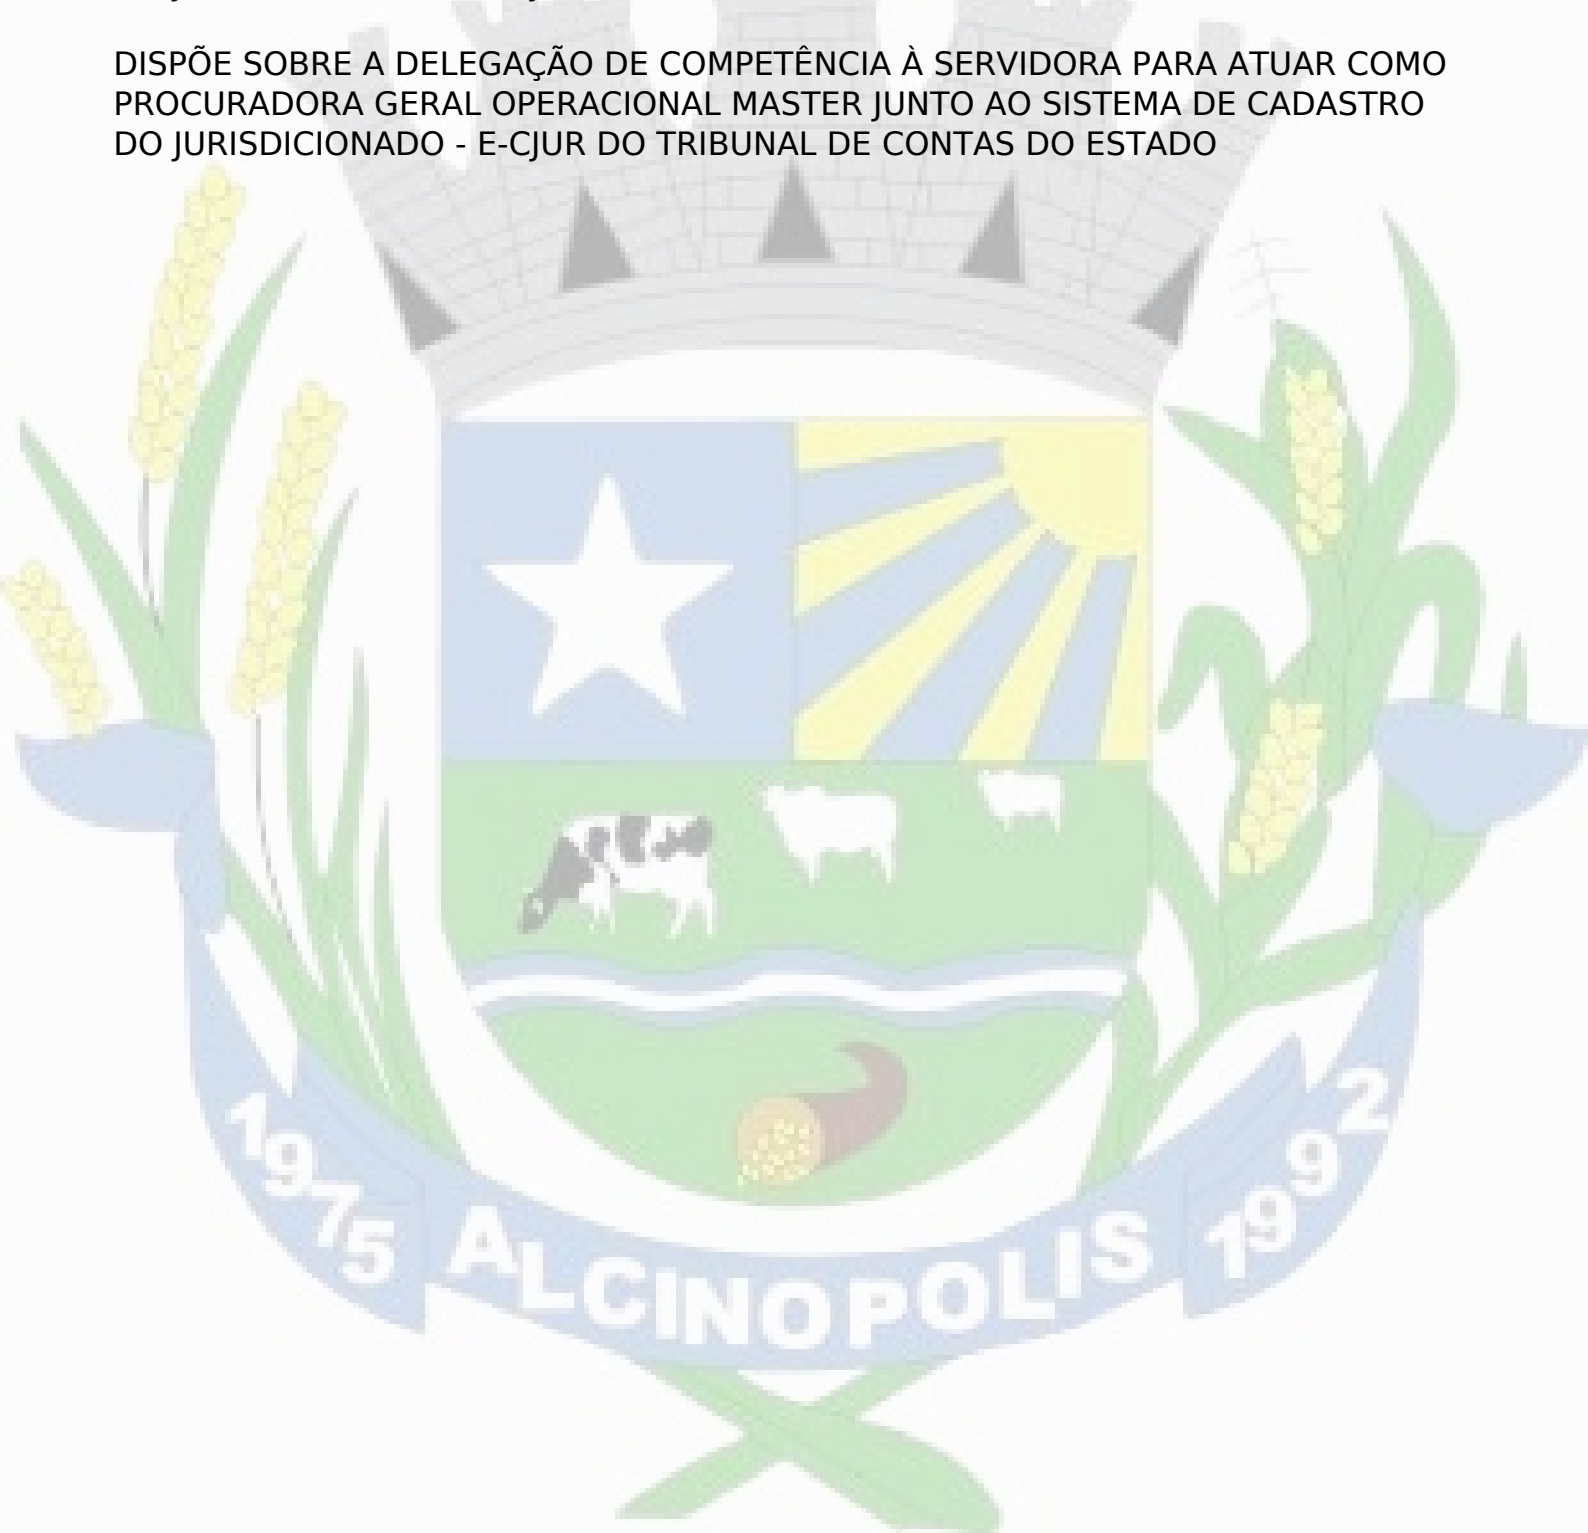 DISPÕE SOBRE A DELEGAÇÃO DE COMPETÊNCIA À SERVIDORA PARA ATUAR COMO
PROCURADORA GERAL OPERACIONAL MASTER JUNTO AO SISTEMA DE CADASTRO
DO JURISDICIONADO - E-CJUR DO TRIBUNAL DE CONTAS DO ESTADO
1975 ALCINOPOLIS 1992